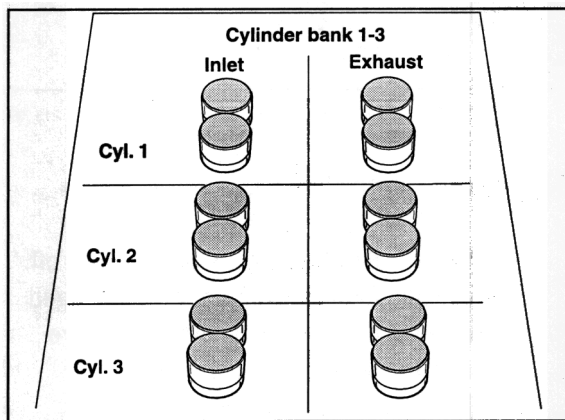 Cylinder bank 1-3
Inlet Exhaust
Cyl. 1
Cyl. 2
Cyl. 3